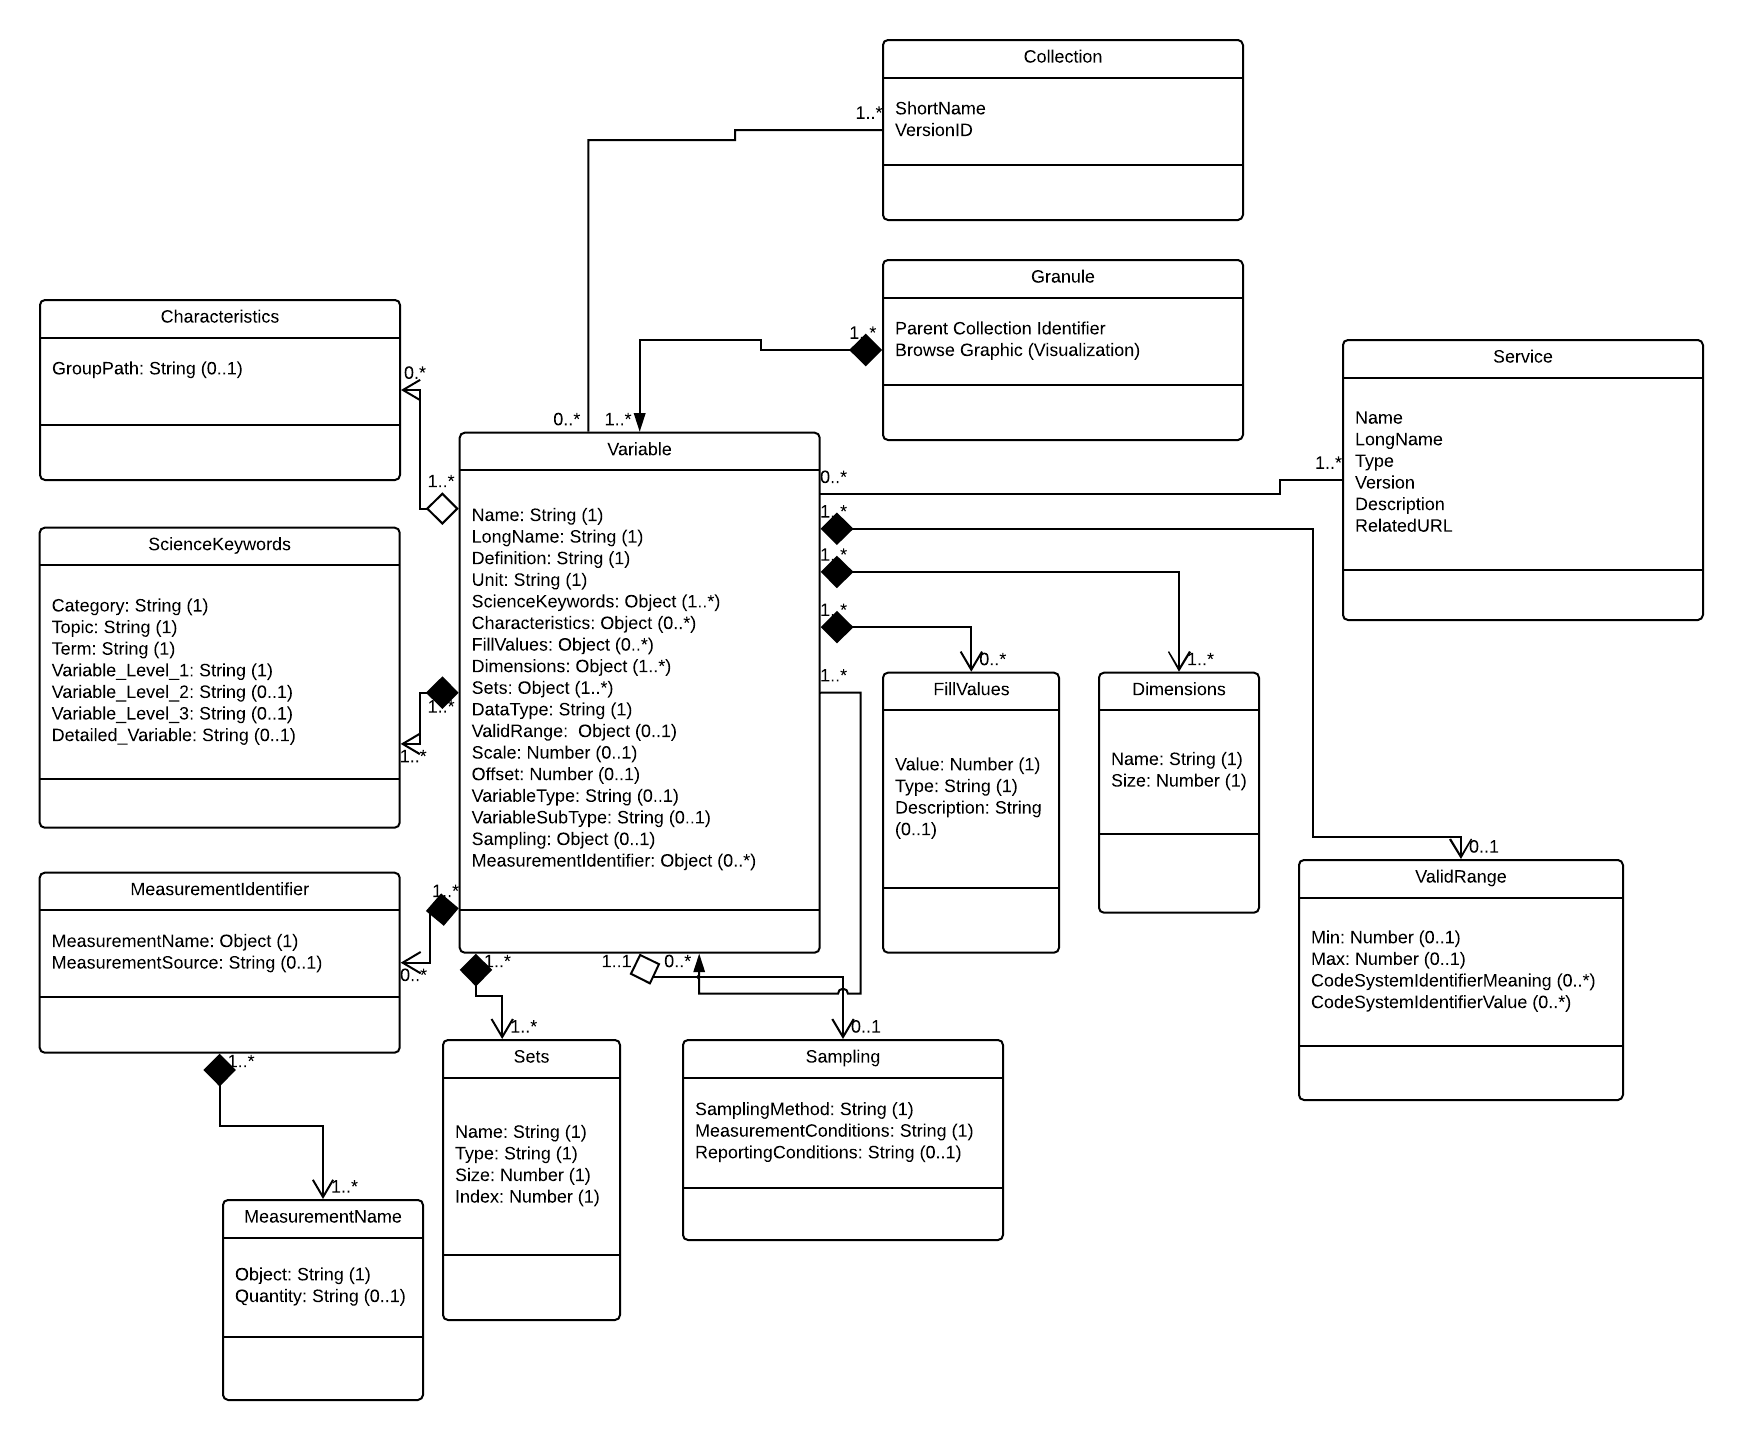 Collection
1..*
ShortName
VersionID
Granule
1..*
Parent Collection Identifier
Browse Graphic (Visualization)
Characteristics
GroupPath: String (0..1)
0.*
1..*
Service
Name
LongName
Type
Version
Description
RelatedURL
1..*
0..*
1..*
Variable
Name: String (1)
LongName: String (1)
Definition: String (1)
Unit: String (1)
ScienceKeywords: Object (1..*)
Characteristics: Object (0..*)
FillValues: Object (0..*)
Dimensions: Object (1..*)
Sets: Object (1..*)
DataType: String (1)
ValidRange:  Object (0..1)
Scale: Number (0..1)
Offset: Number (0..1)
VariableType: String (0..1)
VariableSubType: String (0..1)
Sampling: Object (0..1)
MeasurementIdentifier: Object (0..*)
0..*
1..*
1..*
1..*
1..*
ScienceKeywords
Category: String (1)
Topic: String (1)
Term: String (1)
Variable_Level_1: String (1)
Variable_Level_2: String (0..1)
Variable_Level_3: String (0..1)
Detailed_Variable: String (0..1)
1..*
1..*
FillValues
0..*
Value: Number (1)
Type: String (1)
Description: String
(0..1)
Dimensions
1..*
Name: String (1)
Size: Number (1)
0..1
ValidRange
Min: Number (0..1)
Max: Number (0..1)
CodeSystemIdentifierMeaning (0..*)
CodeSystemIdentifierValue (0..*)
MeasurementIdentifier
MeasurementName: Object (1)
MeasurementSource: String (0..1)
1..*
0..*
1..*
1..1
0..*
1..*
1..*
0..1
Sets
Name: String (1)
Type: String (1)
Size: Number (1)
Index: Number (1)
Sampling
SamplingMethod: String (1)
MeasurementConditions: String (1)
ReportingConditions: String (0..1)
1..*
MeasurementName
Object: String (1)
Quantity: String (0..1)